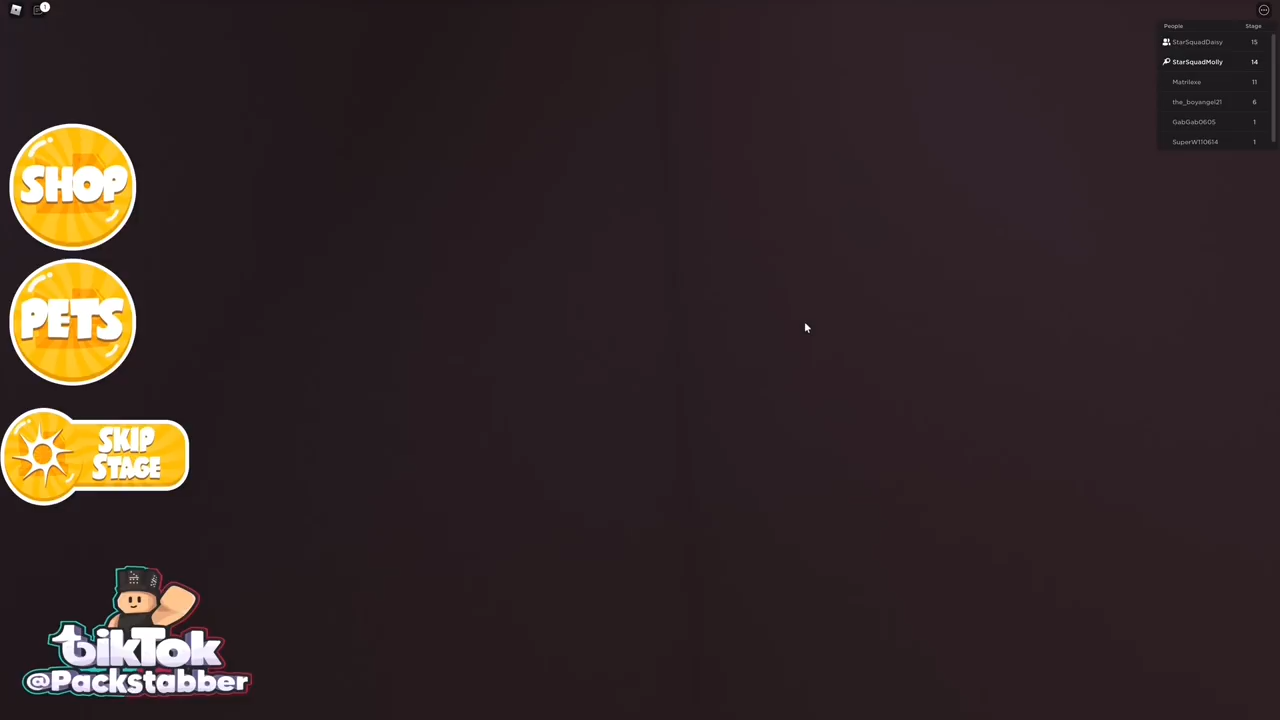 1
People Stage
StarSquadDaisy 15
StarSquadMolly 14
Matrilexe 11
the_boyangel21 6
GabGab0605 1
SuperW110614 1
SHOP
PETS
SKIP
STAGE
tikTok
@Packstabber